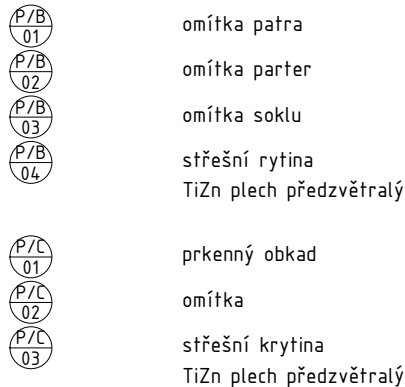 P/B
01 omítka patra
P/B
02 omítka parter
P/B
03 omítka soklu
P/B
04 střešní rytina
TiZn plech předzvětralý
P/C
01 prkenný obkad
P/C
02 omítka
P/C
03 střešní krytina
TiZn plech předzvětralý